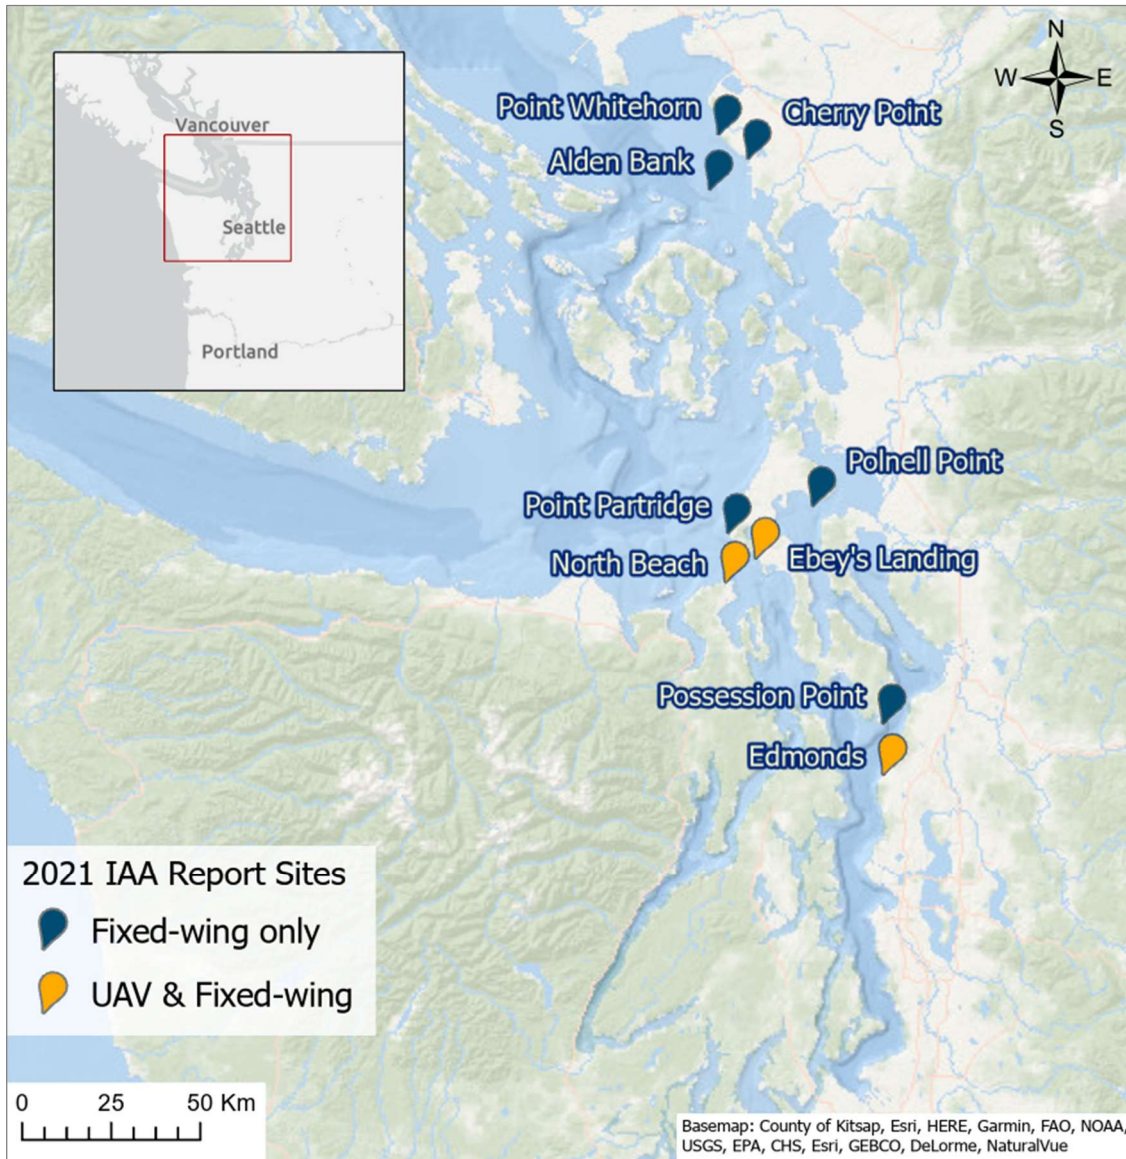 N
W E
S
Vancouver
Seattle
Portland
Point Whitehorn
Cherry Point
Alden Bank
Polnell Point
Point Partridge
North Beach
Ebey's Landing
Possession Point
Edmonds
2021 IAA Report Sites
Fixed-wing only
UAV & Fixed-wing
0 25 50 Km
Basemap: County of Kitsap, Esri, HERE, Garmin, FAO, NOAA,
USGS, EPA, CHS, Esri, GEBCO, DeLorme, NaturalVue